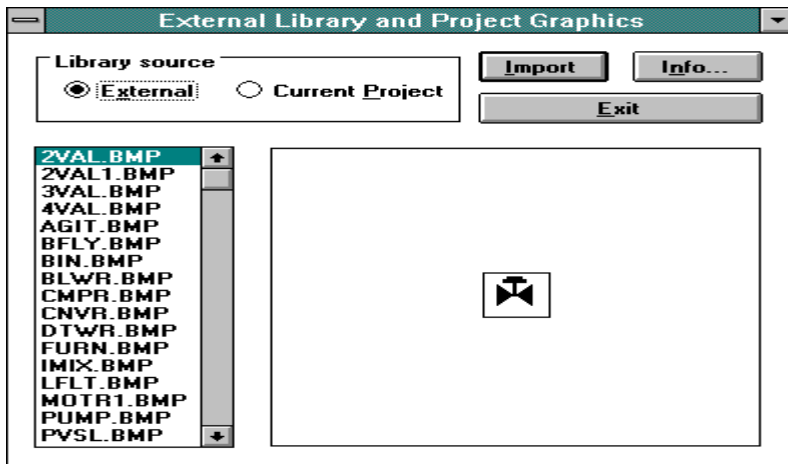 External Library and Project Graphics
Library source
External
Current Project
Import
Info...
Exit
2VAL.BMP
2VAL1.BMP
3VAL.BMP
4VAL.BMP
AGIT.BMP
BFLY.BMP
BIN.BMP
BLWR.BMP
CMPR.BMP
CNVR.BMP
DTWR.BMP
FURN.BMP
IMIX.BMP
LFLT.BMP
MOTR1.BMP
PUMP.BMP
PVSL.BMP